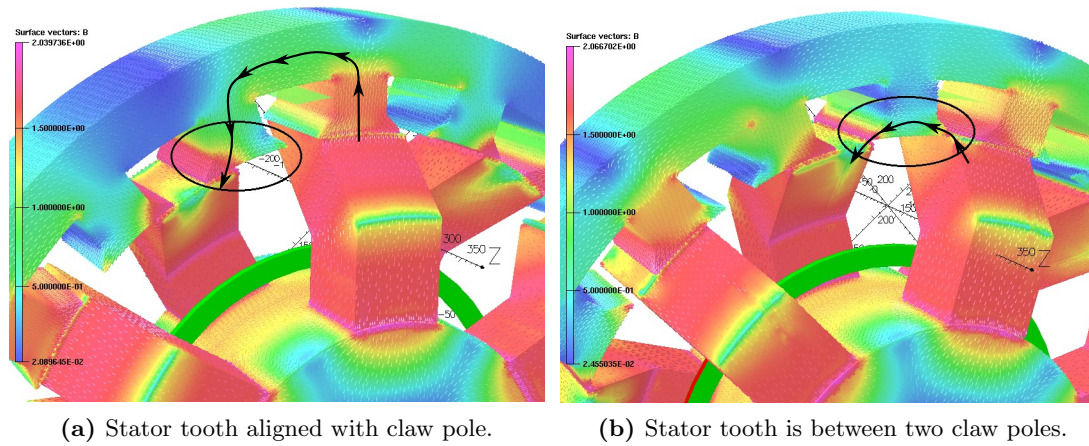 Surface vectors: B
2.039736E+00
1.500000E+00
1.000000E+00
5.000000E-01
2.089645E-02
-200
300
350
Z
-50
150
Surface vectors: B
2.066702E+00
1.500000E+00
1.000000E+00
5.000000E-01
2.455035E-02
200
150
350
Z
(a) Stator tooth aligned with claw pole.
(b) Stator tooth is between two claw poles.